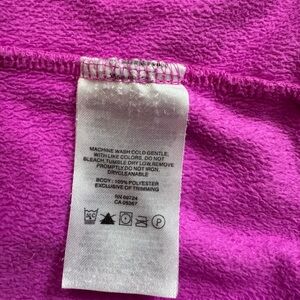 MACHINE WASH COLD GENTLE
WITH LIKE COLORS, DO NOT
BLEACH, TUMBLE DRY LOW, REMOVE
PROMPTLY, DO NOT IRON,
DRYCLEANABLE
BODY : 100% POLYESTER
EXCLUSIVE OF TRIMMING
RN 69724
CA 05367
P